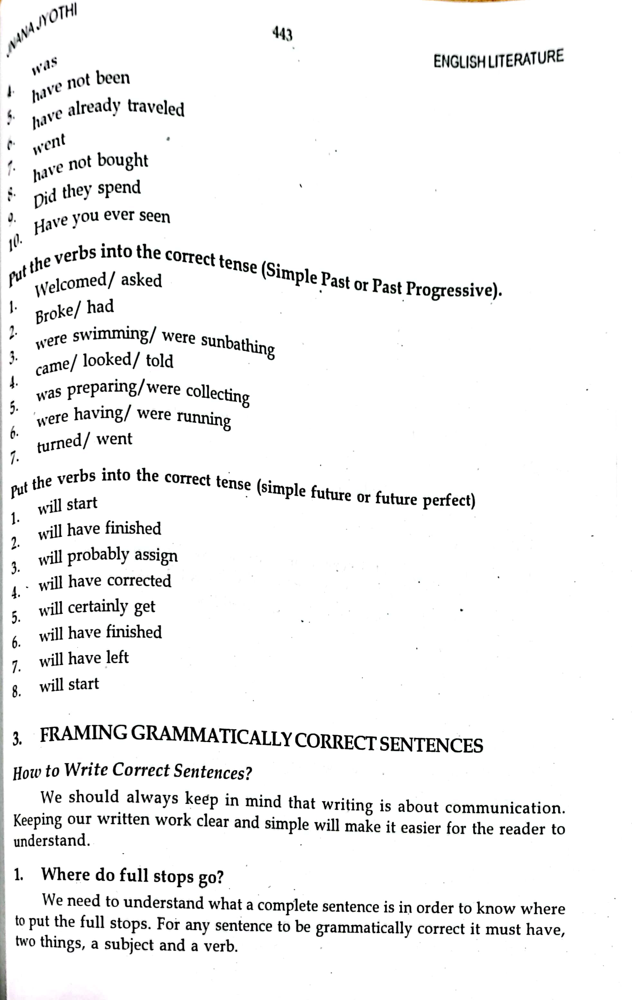 JNANA JYOTHI
443
ENGLISH LITERATURE
4. was
5. have not been
6. have already traveled
7. went
8. have not bought
9. Did they spend
10. Have you ever seen
Put the verbs into the correct tense (Simple Past or Past Progressive).
1. Welcomed/ asked
2. Broke/ had
3. were swimming/ were sunbathing
4. came/ looked/ told
5. was preparing/were collecting
6. were having/ were running
7. turned/ went
Put the verbs into the correct tense (simple future or future perfect)
1. will start
2. will have finished
3. will probably assign
4. will have corrected
5. will certainly get
6. will have finished
7. will have left
8. will start
3. FRAMING GRAMMATICALLY CORRECT SENTENCES
How to Write Correct Sentences?
We should always keep in mind that writing is about communication.
Keeping our written work clear and simple will make it easier for the reader to
understand.
1. Where do full stops go?
We need to understand what a complete sentence is in order to know where
to put the full stops. For any sentence to be grammatically correct it must have,
two things, a subject and a verb.